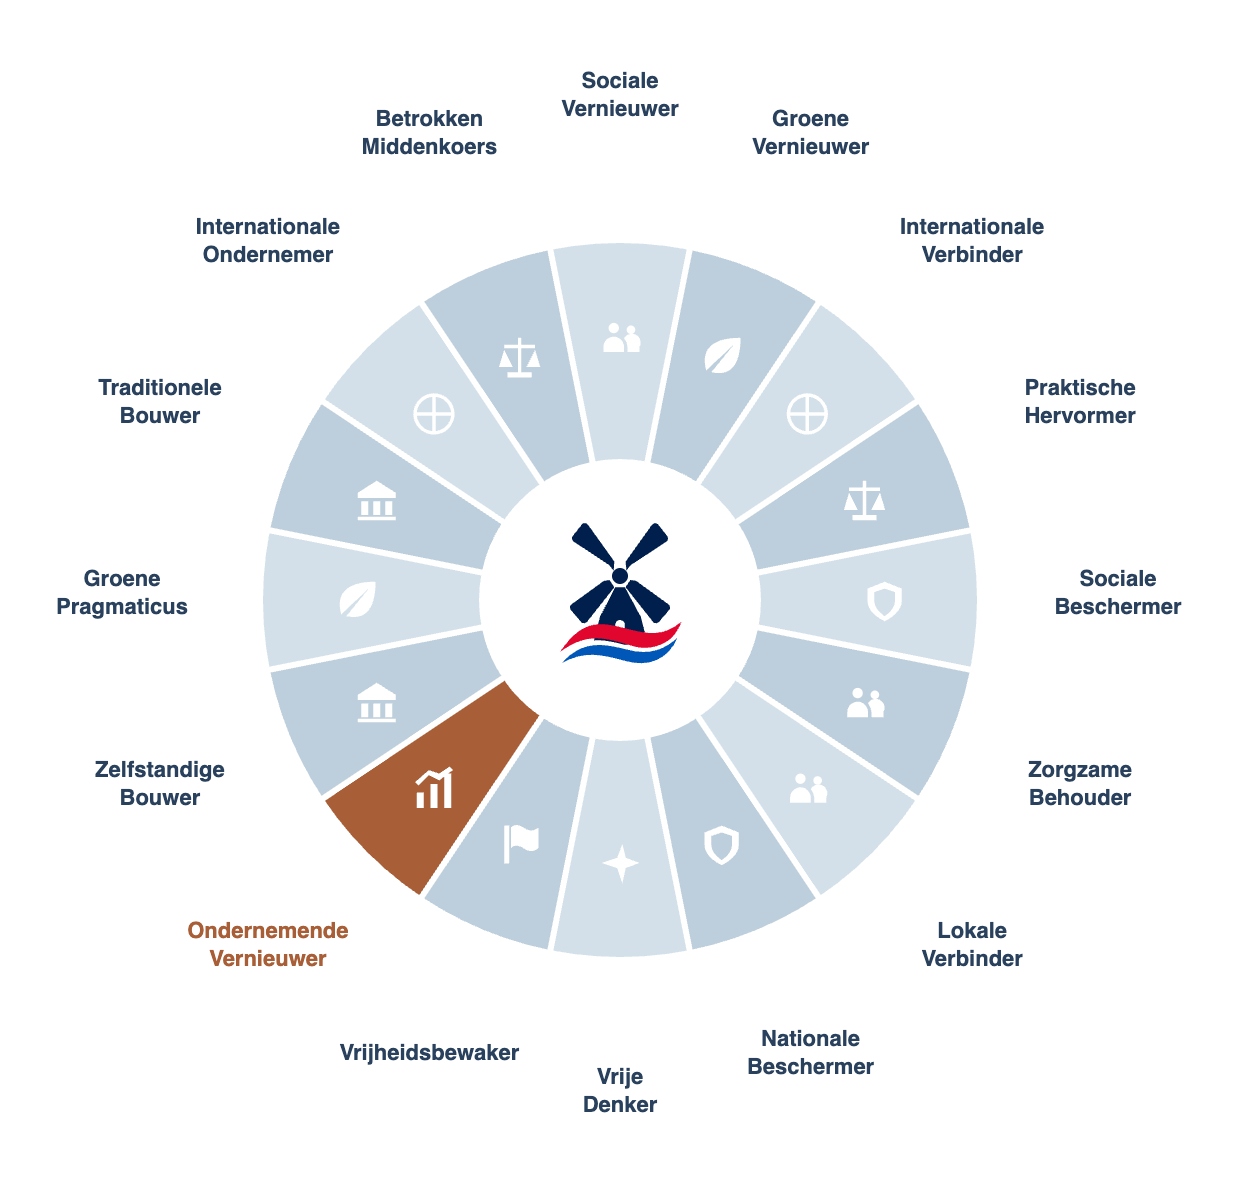 Sociale
Vernieuwer
Groene
Vernieuwer
Internationale
Verbinder
Praktische
Hervormer
Sociale
Beschermer
Zorgzame
Behouder
Lokale
Verbinder
Nationale
Beschermer
Vrije
Denker
Vrijheidsbewaker
Ondernemende
Vernieuwer
Zelfstandige
Bouwer
Groene
Pragmaticus
Traditionele
Bouwer
Internationale
Ondernemer
Betrokken
Middenkoers